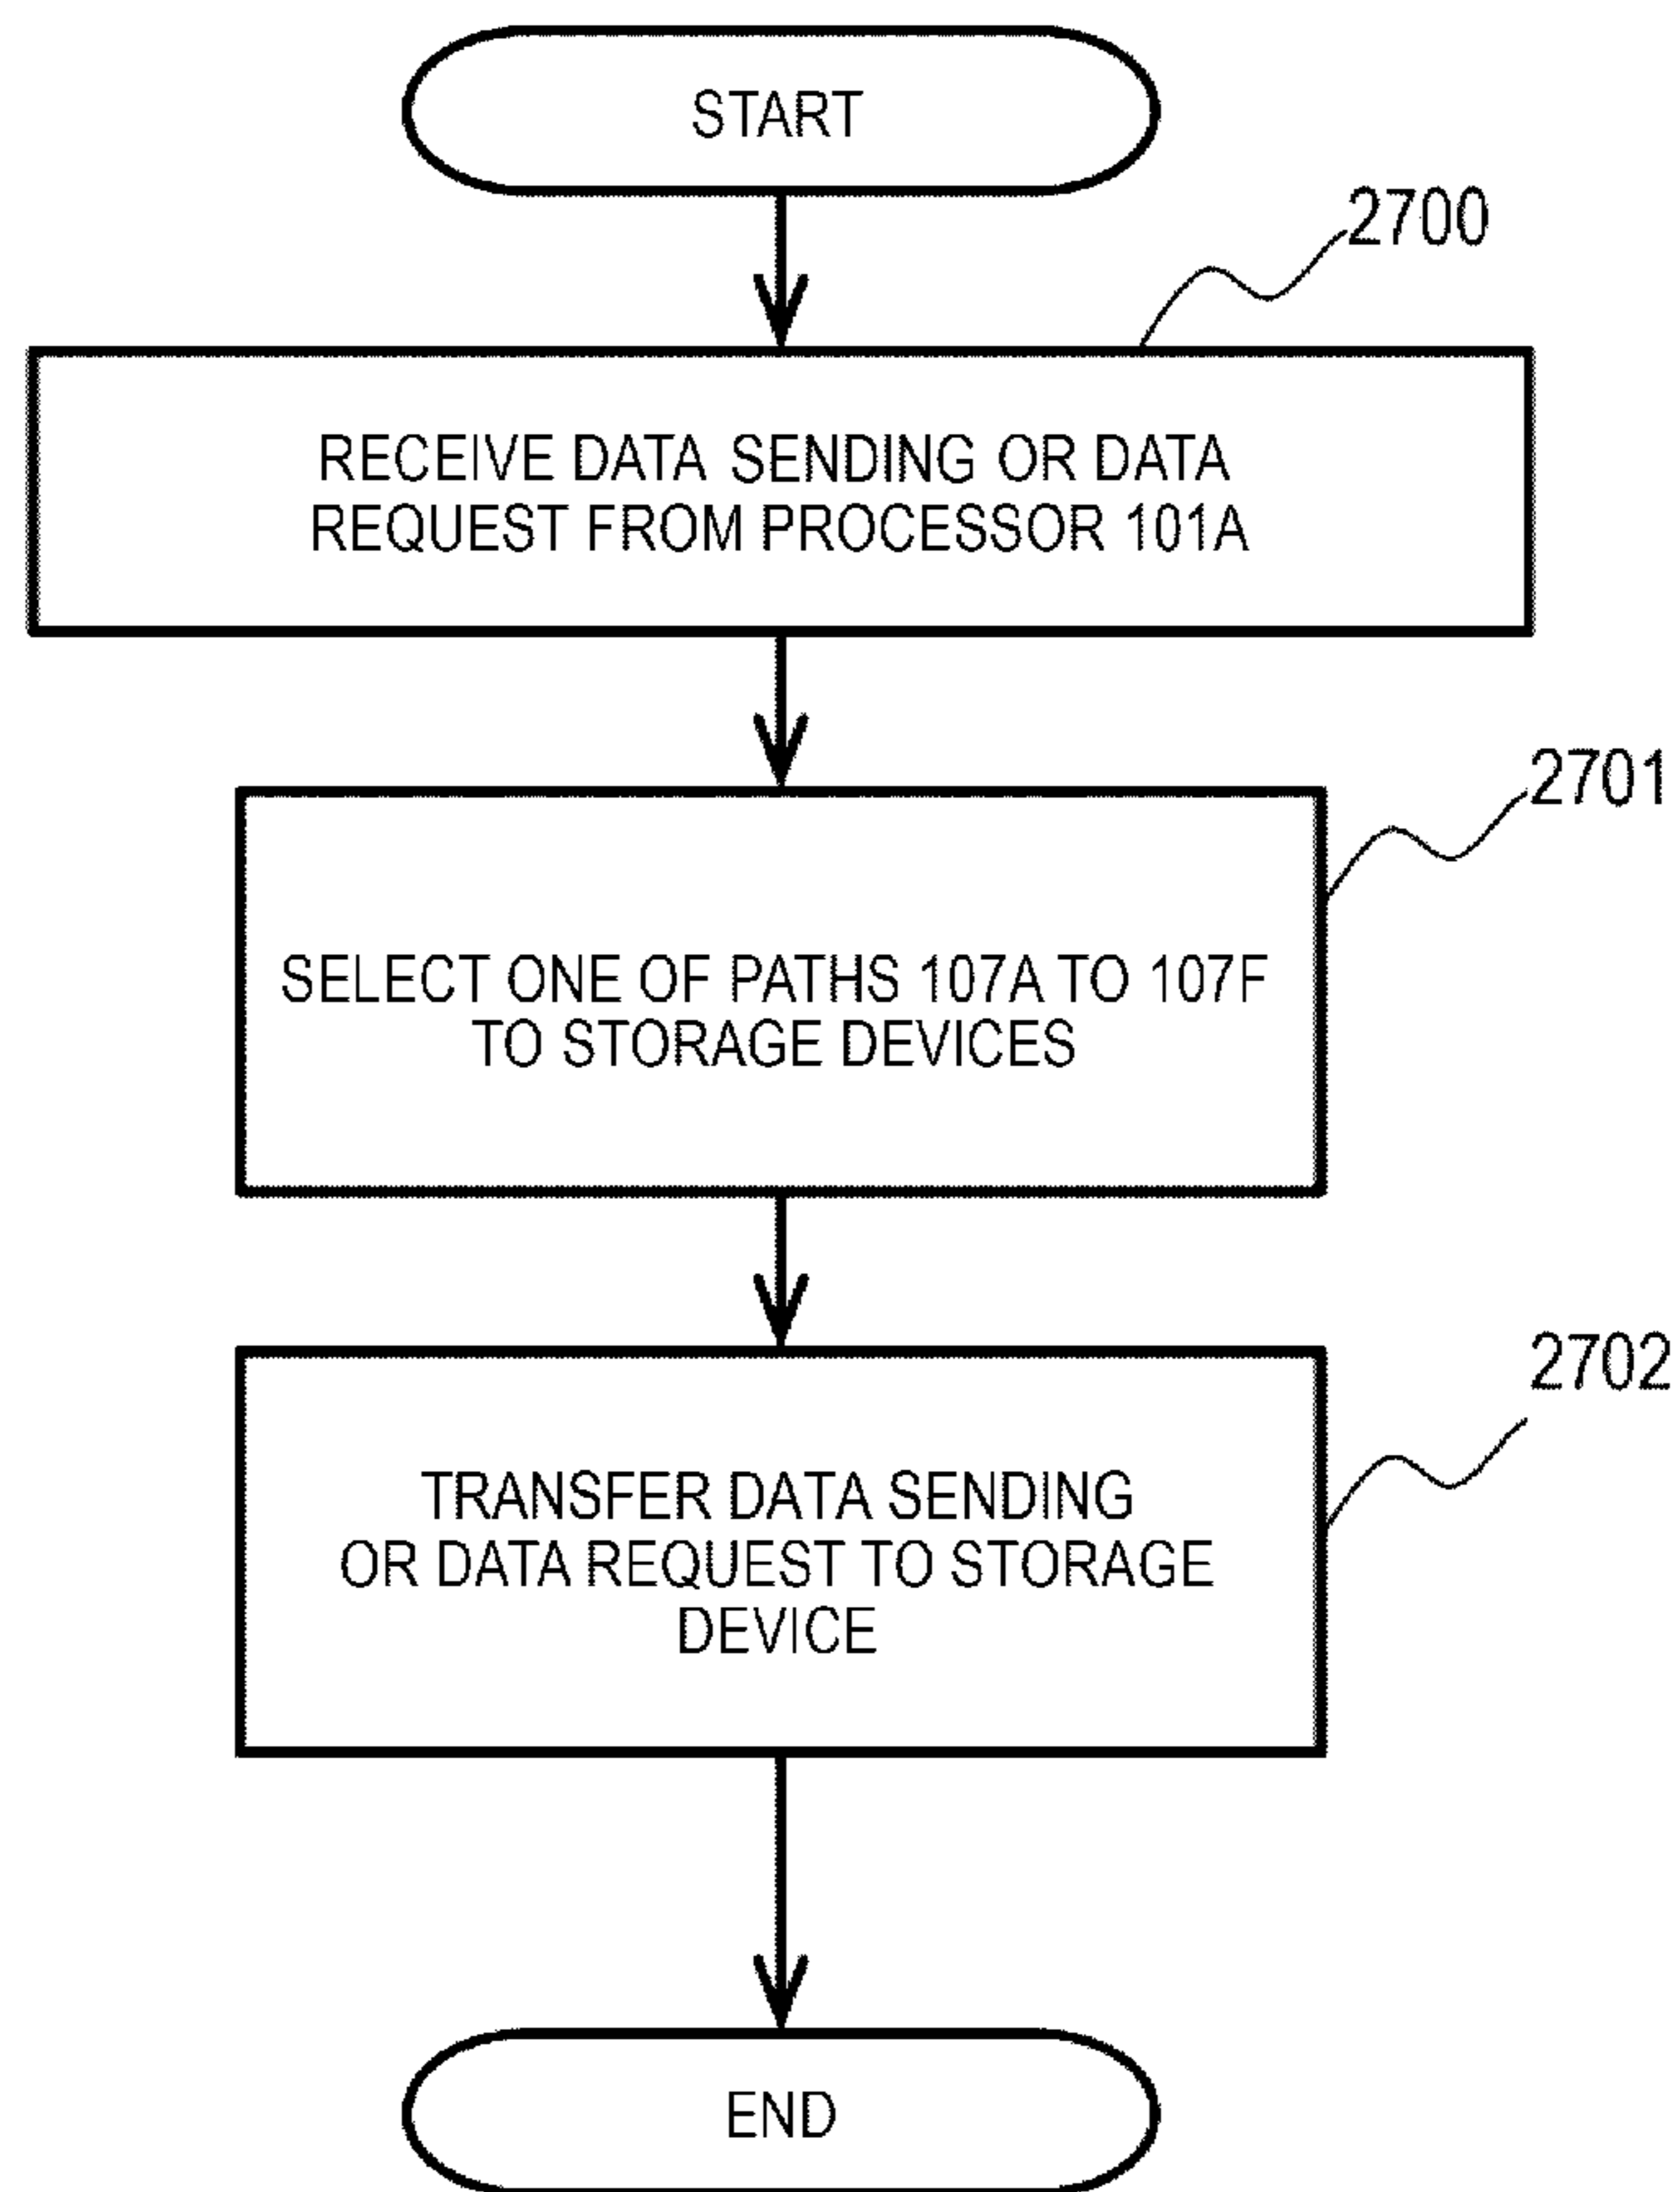 START
2700
RECEIVE DATA SENDING OR DATA
REQUEST FROM PROCESSOR 101A
2701
SELECT ONE OF PATHS 107A TO 107F
TO STORAGE DEVICES
2702
TRANSFER DATA SENDING
OR DATA REQUEST TO STORAGE
DEVICE
END